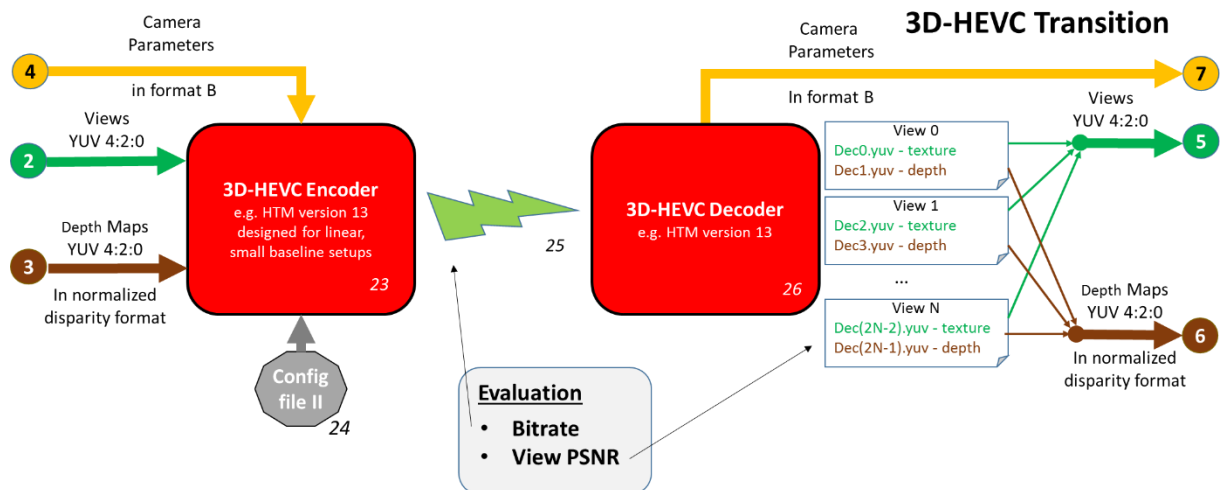 3D-HEVC Transition
Camera
Parameters
4
in format B
Views
YUV 4:2:0
2
Depth Maps
YUV 4:2:0
3
In normalized
disparity format
3D-HEVC Encoder
e.g. HTM version 13
designed for linear,
small baseline setups
23
Config
file II
24
25
Evaluation
• Bitrate
• View PSNR
3D-HEVC Decoder
e.g. HTM version 13
26
Camera
Parameters
7
In format B
View 0
Dec0.yuv - texture
Dec1.yuv - depth
View 1
Dec2.yuv - texture
Dec3.yuv - depth
...
View N
Dec(2N-2).yuv - texture
Dec(2N-1).yuv - depth
Views
YUV 4:2:0
5
Depth Maps
YUV 4:2:0
6
In normalized
disparity format